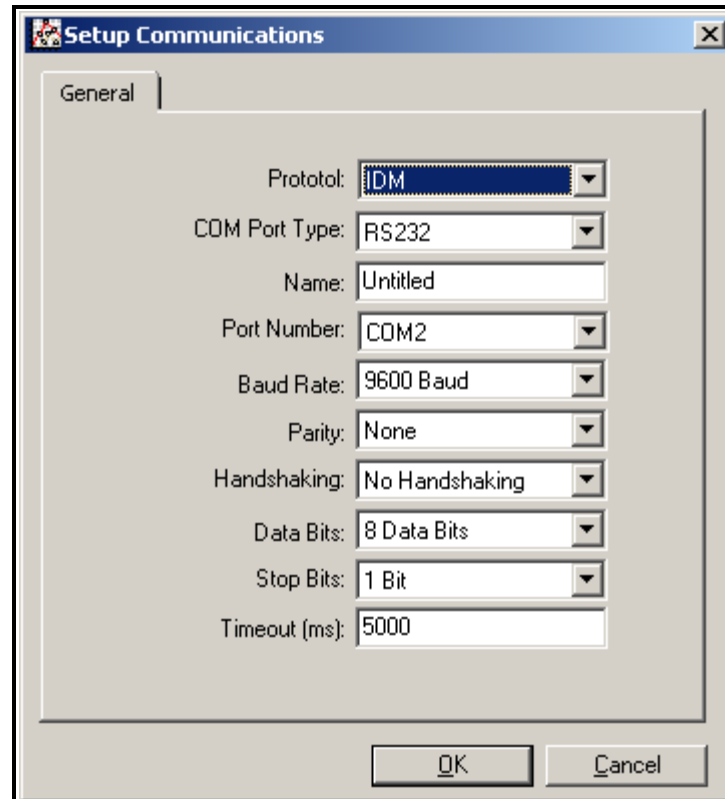 Setup Communications
General
Prototol: IDM
COM Port Type: RS232
Name: Untitled
Port Number: COM2
Baud Rate: 9600 Baud
Parity: None
Handshaking: No Handshaking
Data Bits: 8 Data Bits
Stop Bits: 1 Bit
Timeout (ms): 5000
OK Cancel